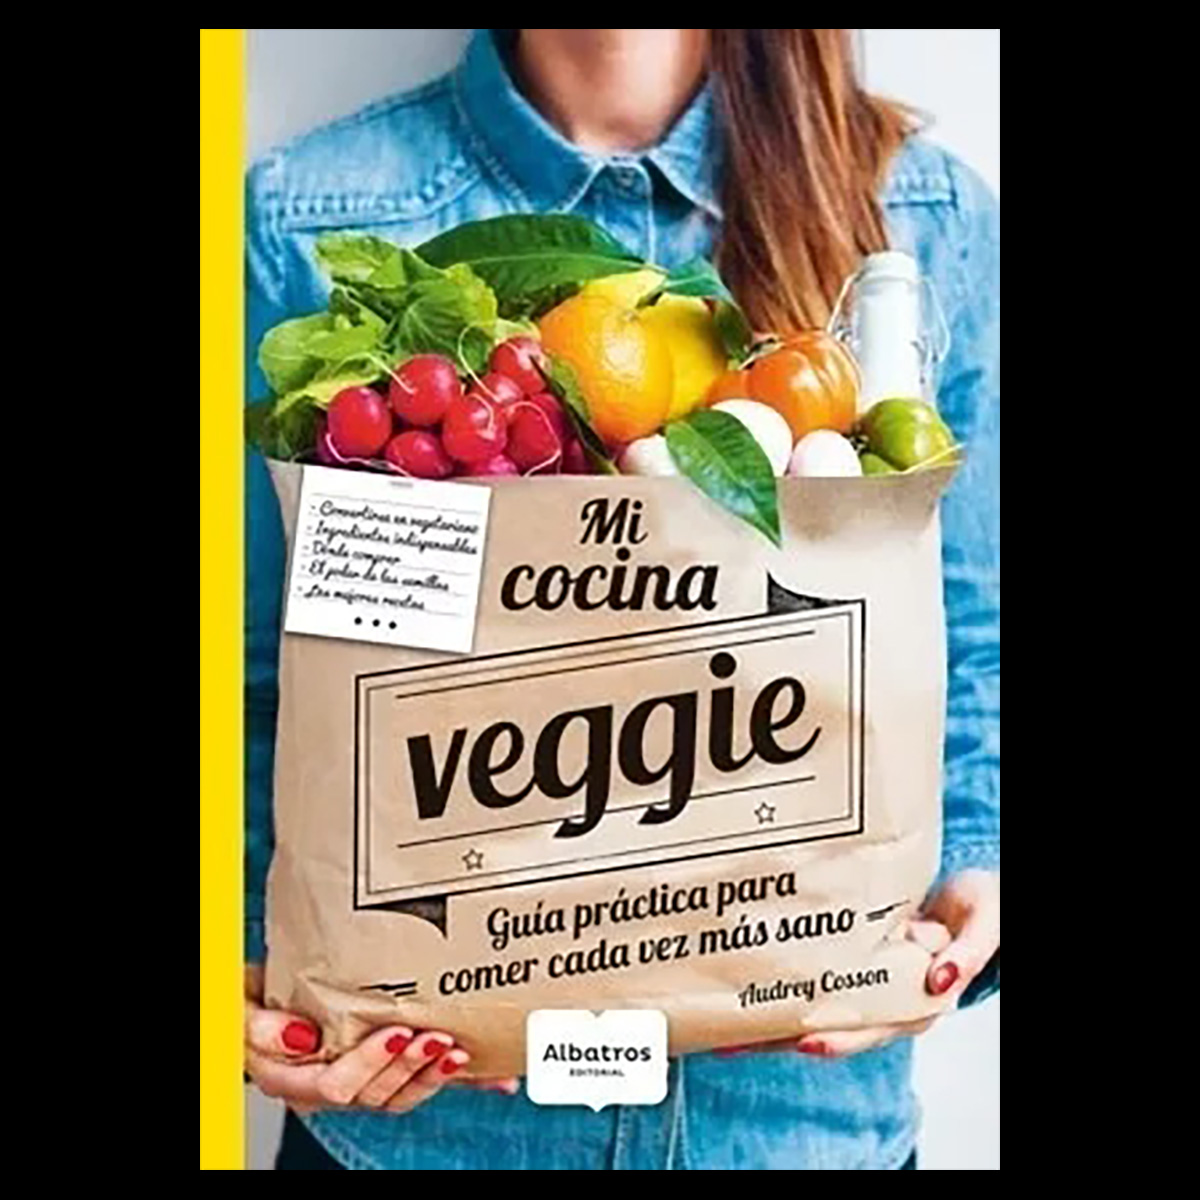 Mi
cocina
veggie
Guía práctica para
comer cada vez más sano
Audrey Cosson
- Convertirse en vegetariano
- Ingredientes indispensables
- Dónde comprar
- El poder de las semillas
- Las mejores recetas
• • •
Albatros
EDITORIAL